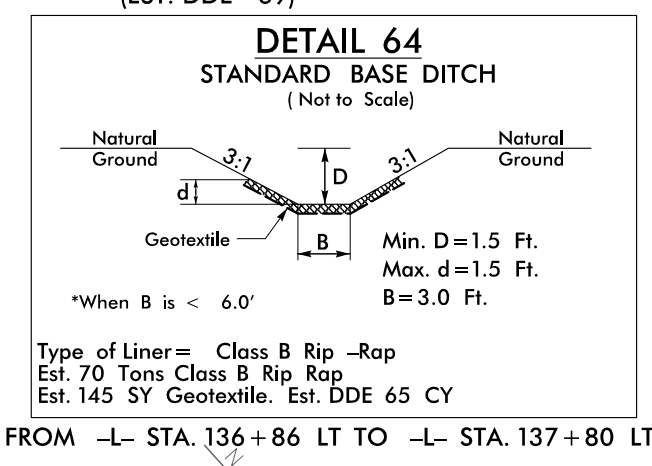 DETAIL 64
STANDARD BASE DITCH
( Not to Scale)
Natural
Ground
3:1
D
3:1
Natural
Ground
d
Geotextile
B
Min. D=1.5 Ft.
Max. d=1.5 Ft.
B=3.0 Ft.
*When B is < 6.0'
Type of Liner= Class B Rip –Rap
Est. 70 Tons Class B Rip Rap
Est. 145 SY Geotextile. Est. DDE 65 CY
FROM –L– STA. 136+86 LT TO –L– STA. 137+80 LT